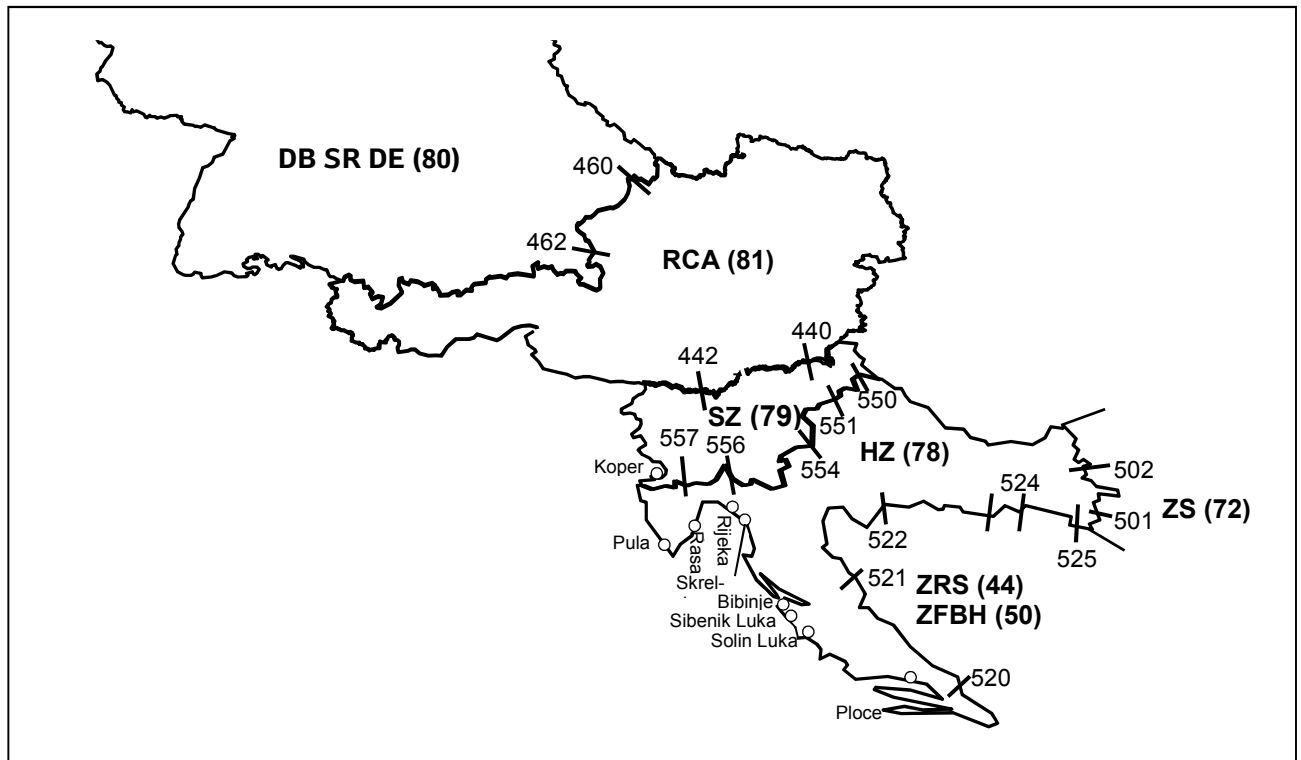 DB SR DE (80)
460
462
RCA (81)
440
442
550
SZ (79)
551
557
556
HZ (78)
554
Koper
502
524
ZS (72)
501
522
525
Pula
Rasa
Rijeka
521
Skrel-
ZRS (44)
Bibinje
ZFBH (50)
Sibenik Luka
Solin Luka
520
Ploce